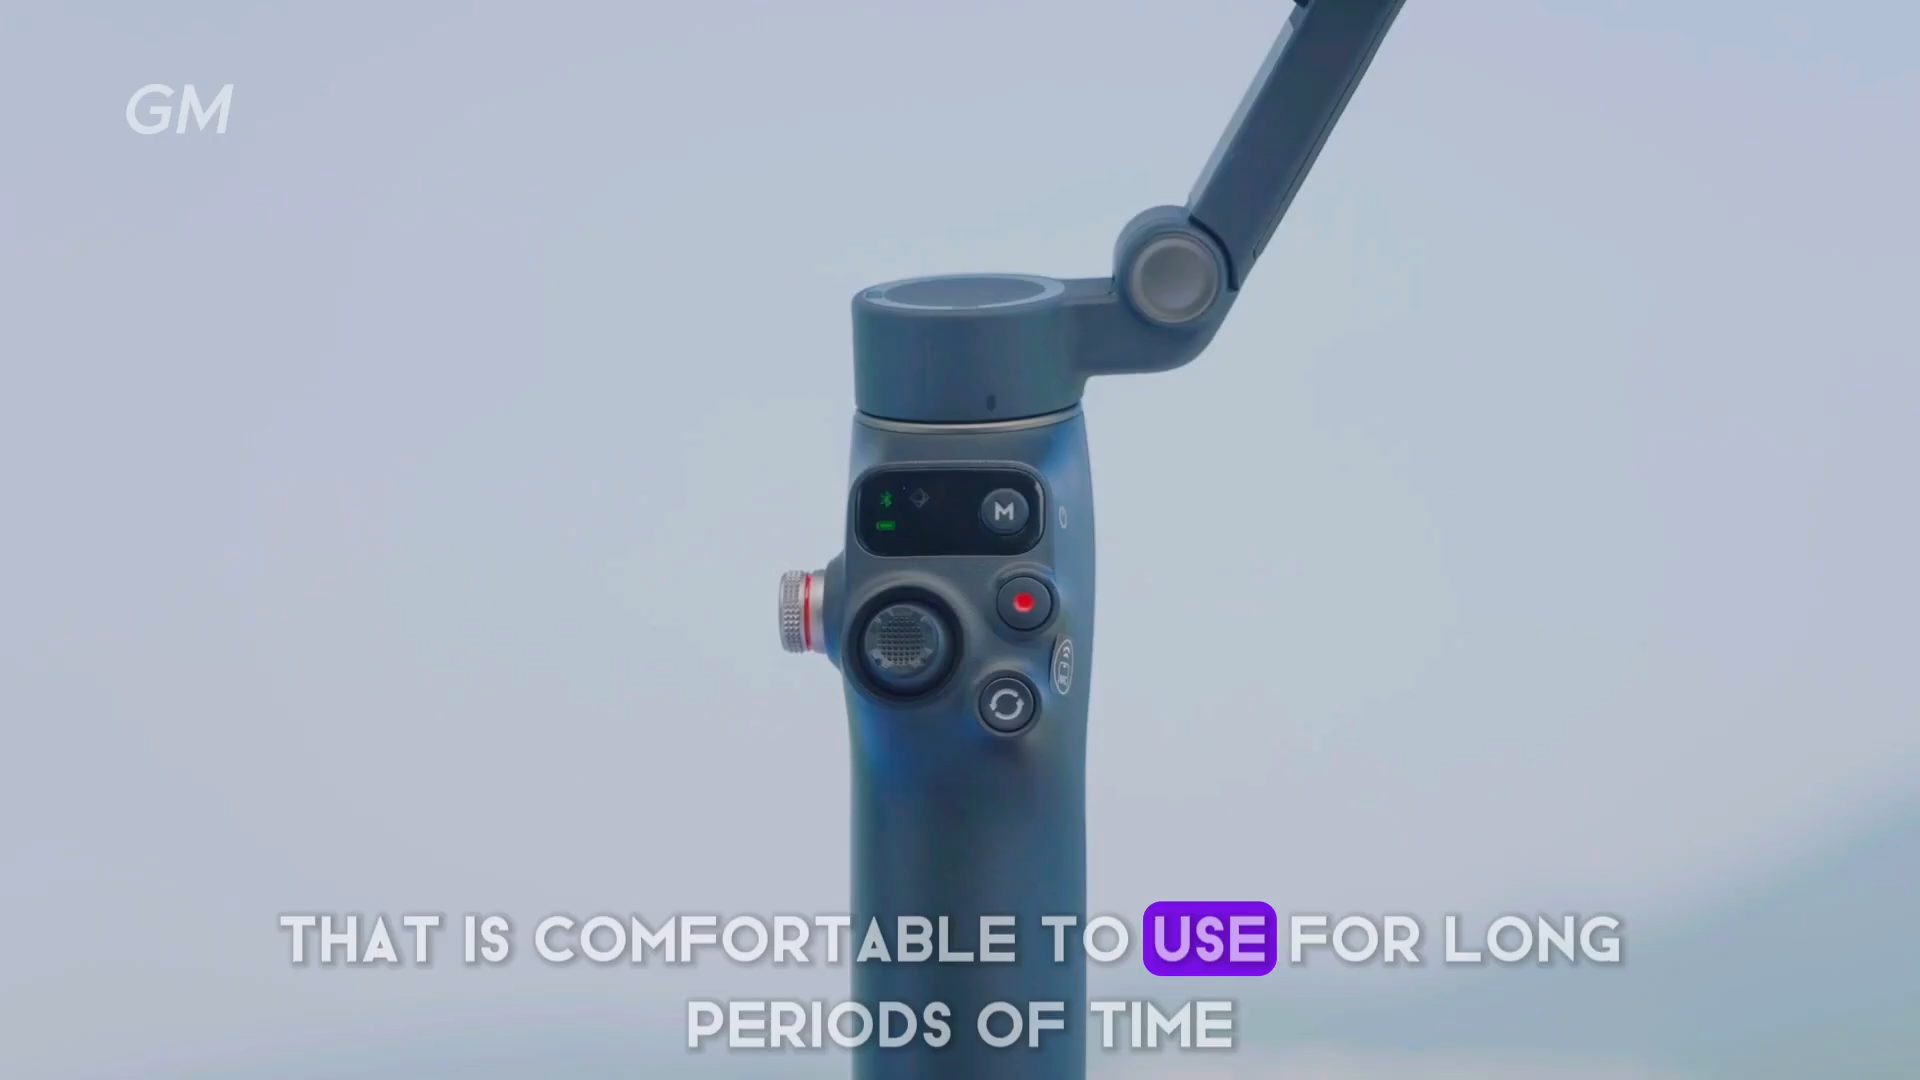 GM
M
THAT IS COMFORTABLE TO USE FOR LONG
PERIODS OF TIME